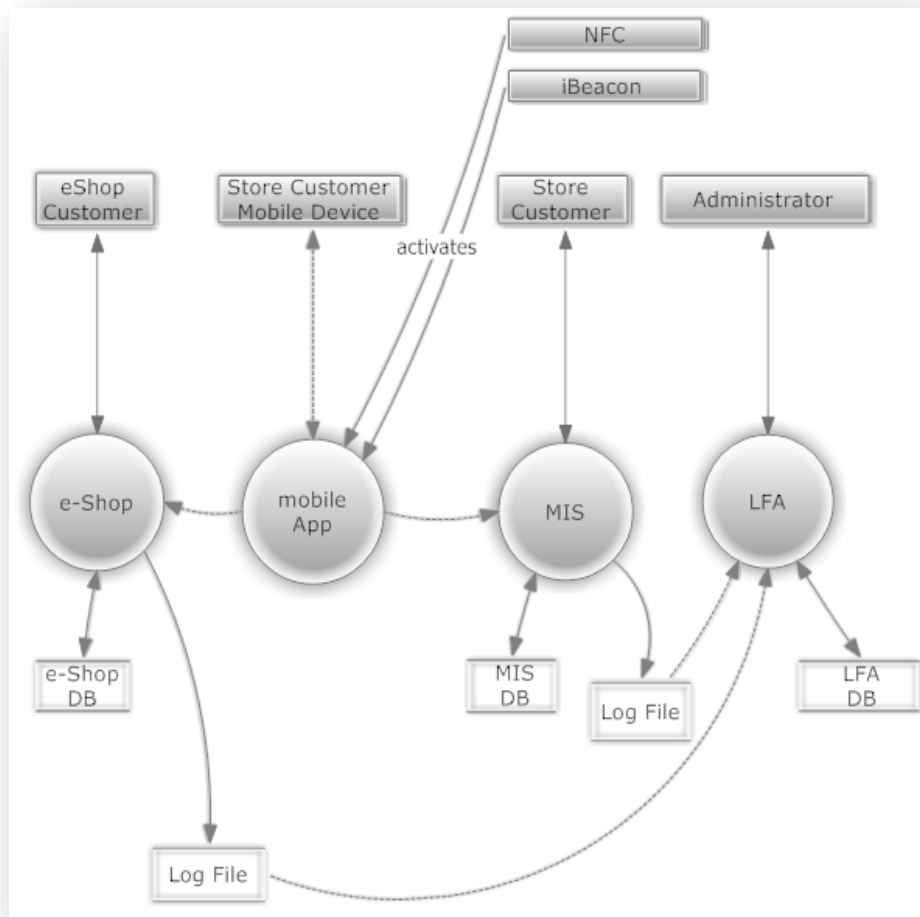 NFC
iBeacon
eShop
Customer
Store Customer
Mobile Device
Store
Customer
Administrator
activates
e-Shop
mobile
App
MIS
LFA
e-Shop
DB
MIS
DB
Log File
LFA
DB
Log File